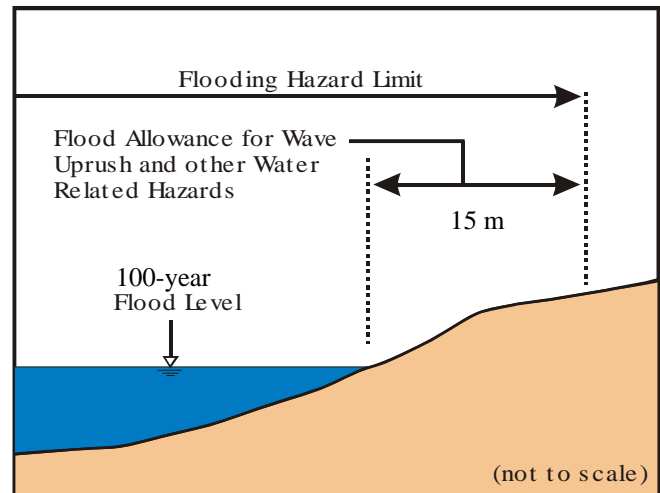 Flooding Hazard Limit
Flood Allowance for Wave
Uprush and other Water
Related Hazards
15 m
100-year
Flood Level
(not to scale)